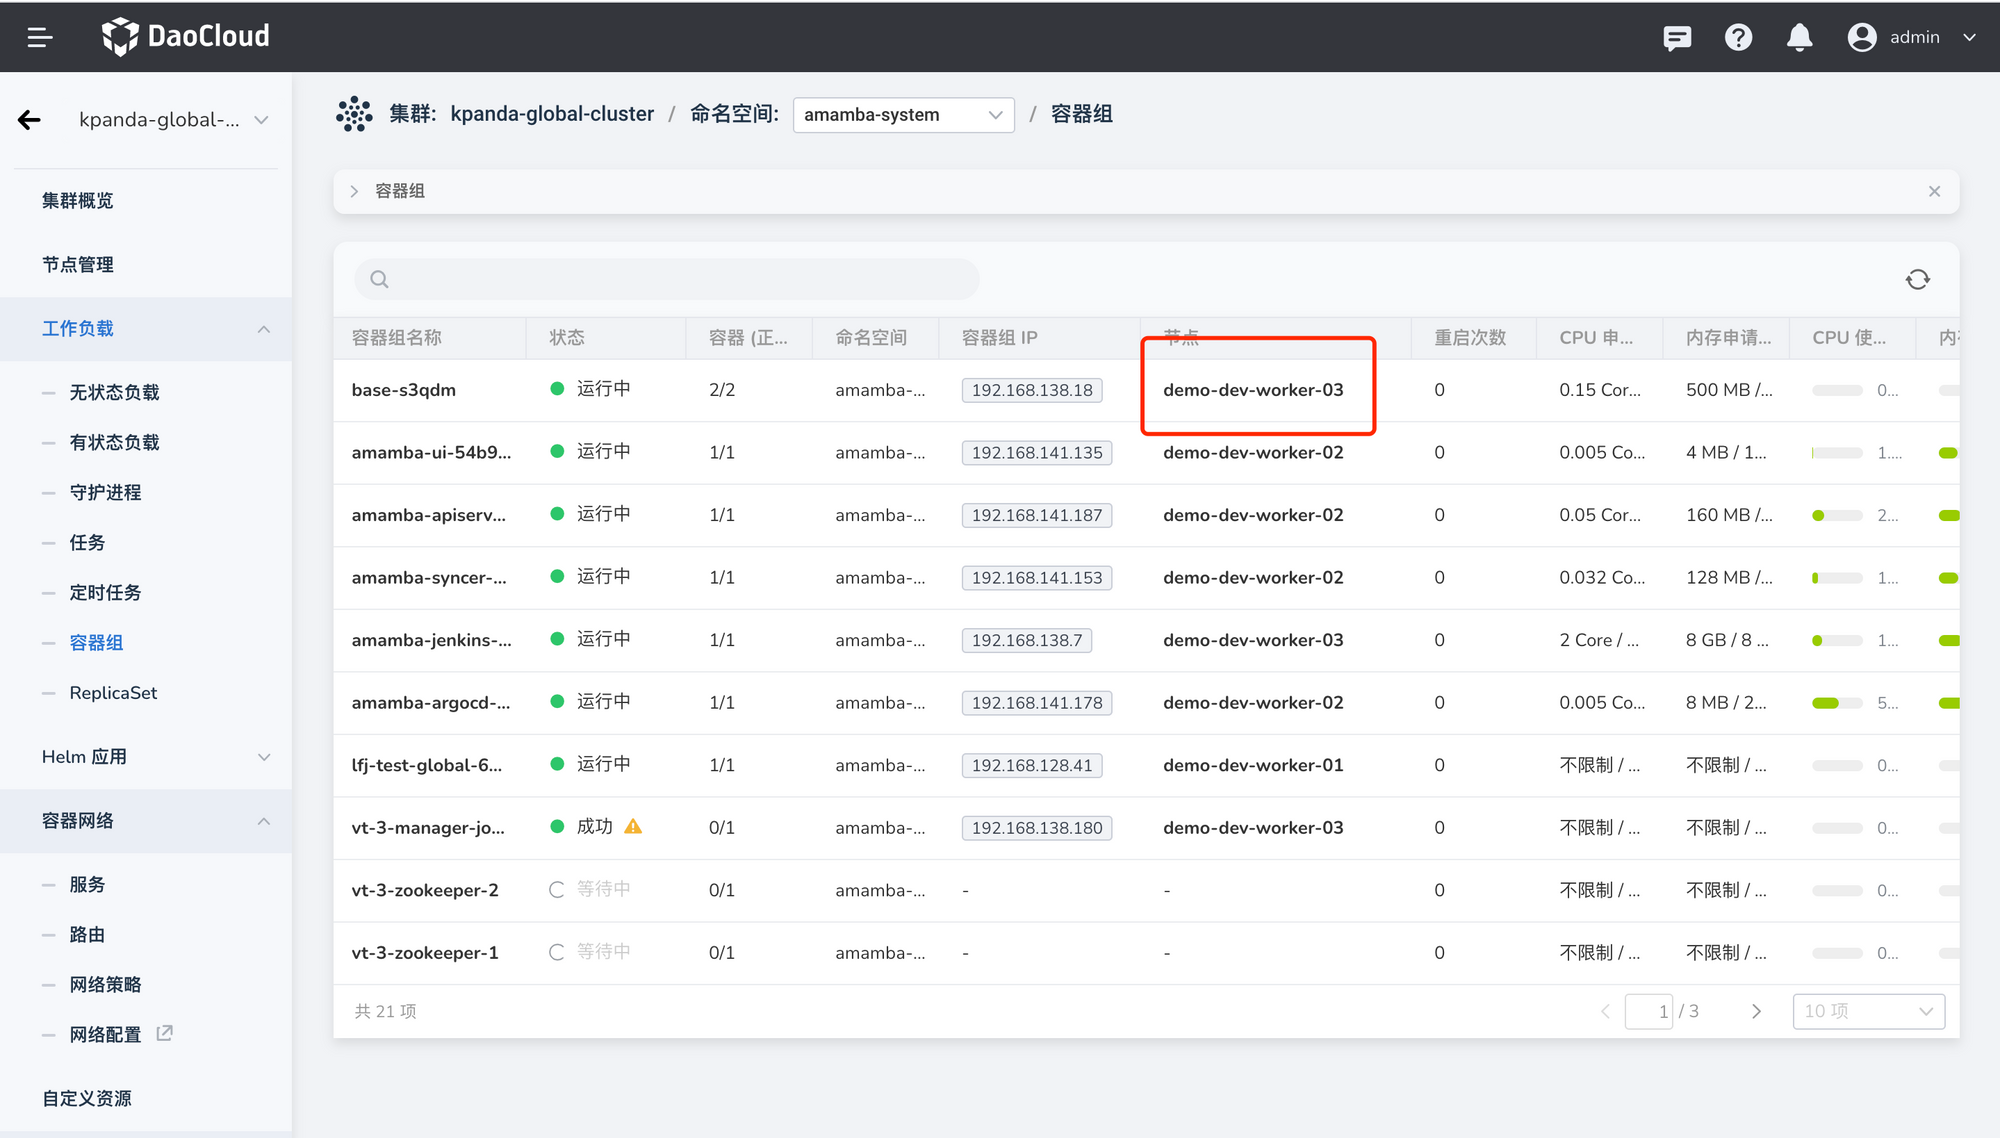 DaoCloud
admin
kpanda-global-...
集群: kpanda-global-cluster / 命名空间: amamba-system / 容器组
容器组
集群概览
节点管理
工作负载
无状态负载
有状态负载
守护进程
任务
定时任务
容器组
ReplicaSet
Helm 应用
容器网络
服务
路由
网络策略
网络配置
自定义资源
容器组名称 状态 容器 (正... 命名空间 容器组 IP 节点 重启次数 CPU 申... 内存申请... CPU 使... 内
base-s3qdm 运行中 2/2 amamba-... 192.168.138.18 demo-dev-worker-03 0 0.15 Cor... 500 MB /... 0...
amamba-ui-54b9... 运行中 1/1 amamba-... 192.168.141.135 demo-dev-worker-02 0 0.005 Co... 4 MB / 1... 1....
amamba-apiserv... 运行中 1/1 amamba-... 192.168.141.187 demo-dev-worker-02 0 0.05 Cor... 160 MB /... 2...
amamba-syncer-... 运行中 1/1 amamba-... 192.168.141.153 demo-dev-worker-02 0 0.032 Co... 128 MB /... 1...
amamba-jenkins-... 运行中 1/1 amamba-... 192.168.138.7 demo-dev-worker-03 0 2 Core / ... 8 GB / 8 ... 1...
amamba-argocd-... 运行中 1/1 amamba-... 192.168.141.178 demo-dev-worker-02 0 0.005 Co... 8 MB / 2... 5...
lfj-test-global-6... 运行中 1/1 amamba-... 192.168.128.41 demo-dev-worker-01 0 不限制 / ... 不限制 / ... 0...
vt-3-manager-jo... 成功 0/1 amamba-... 192.168.138.180 demo-dev-worker-03 0 不限制 / ... 不限制 / ... 0...
vt-3-zookeeper-2 等待中 0/1 amamba-... - - 0 不限制 / ... 不限制 / ... 0...
vt-3-zookeeper-1 等待中 0/1 amamba-... - - 0 不限制 / ... 不限制 / ... 0...
共 21 项 1 / 3 10 项